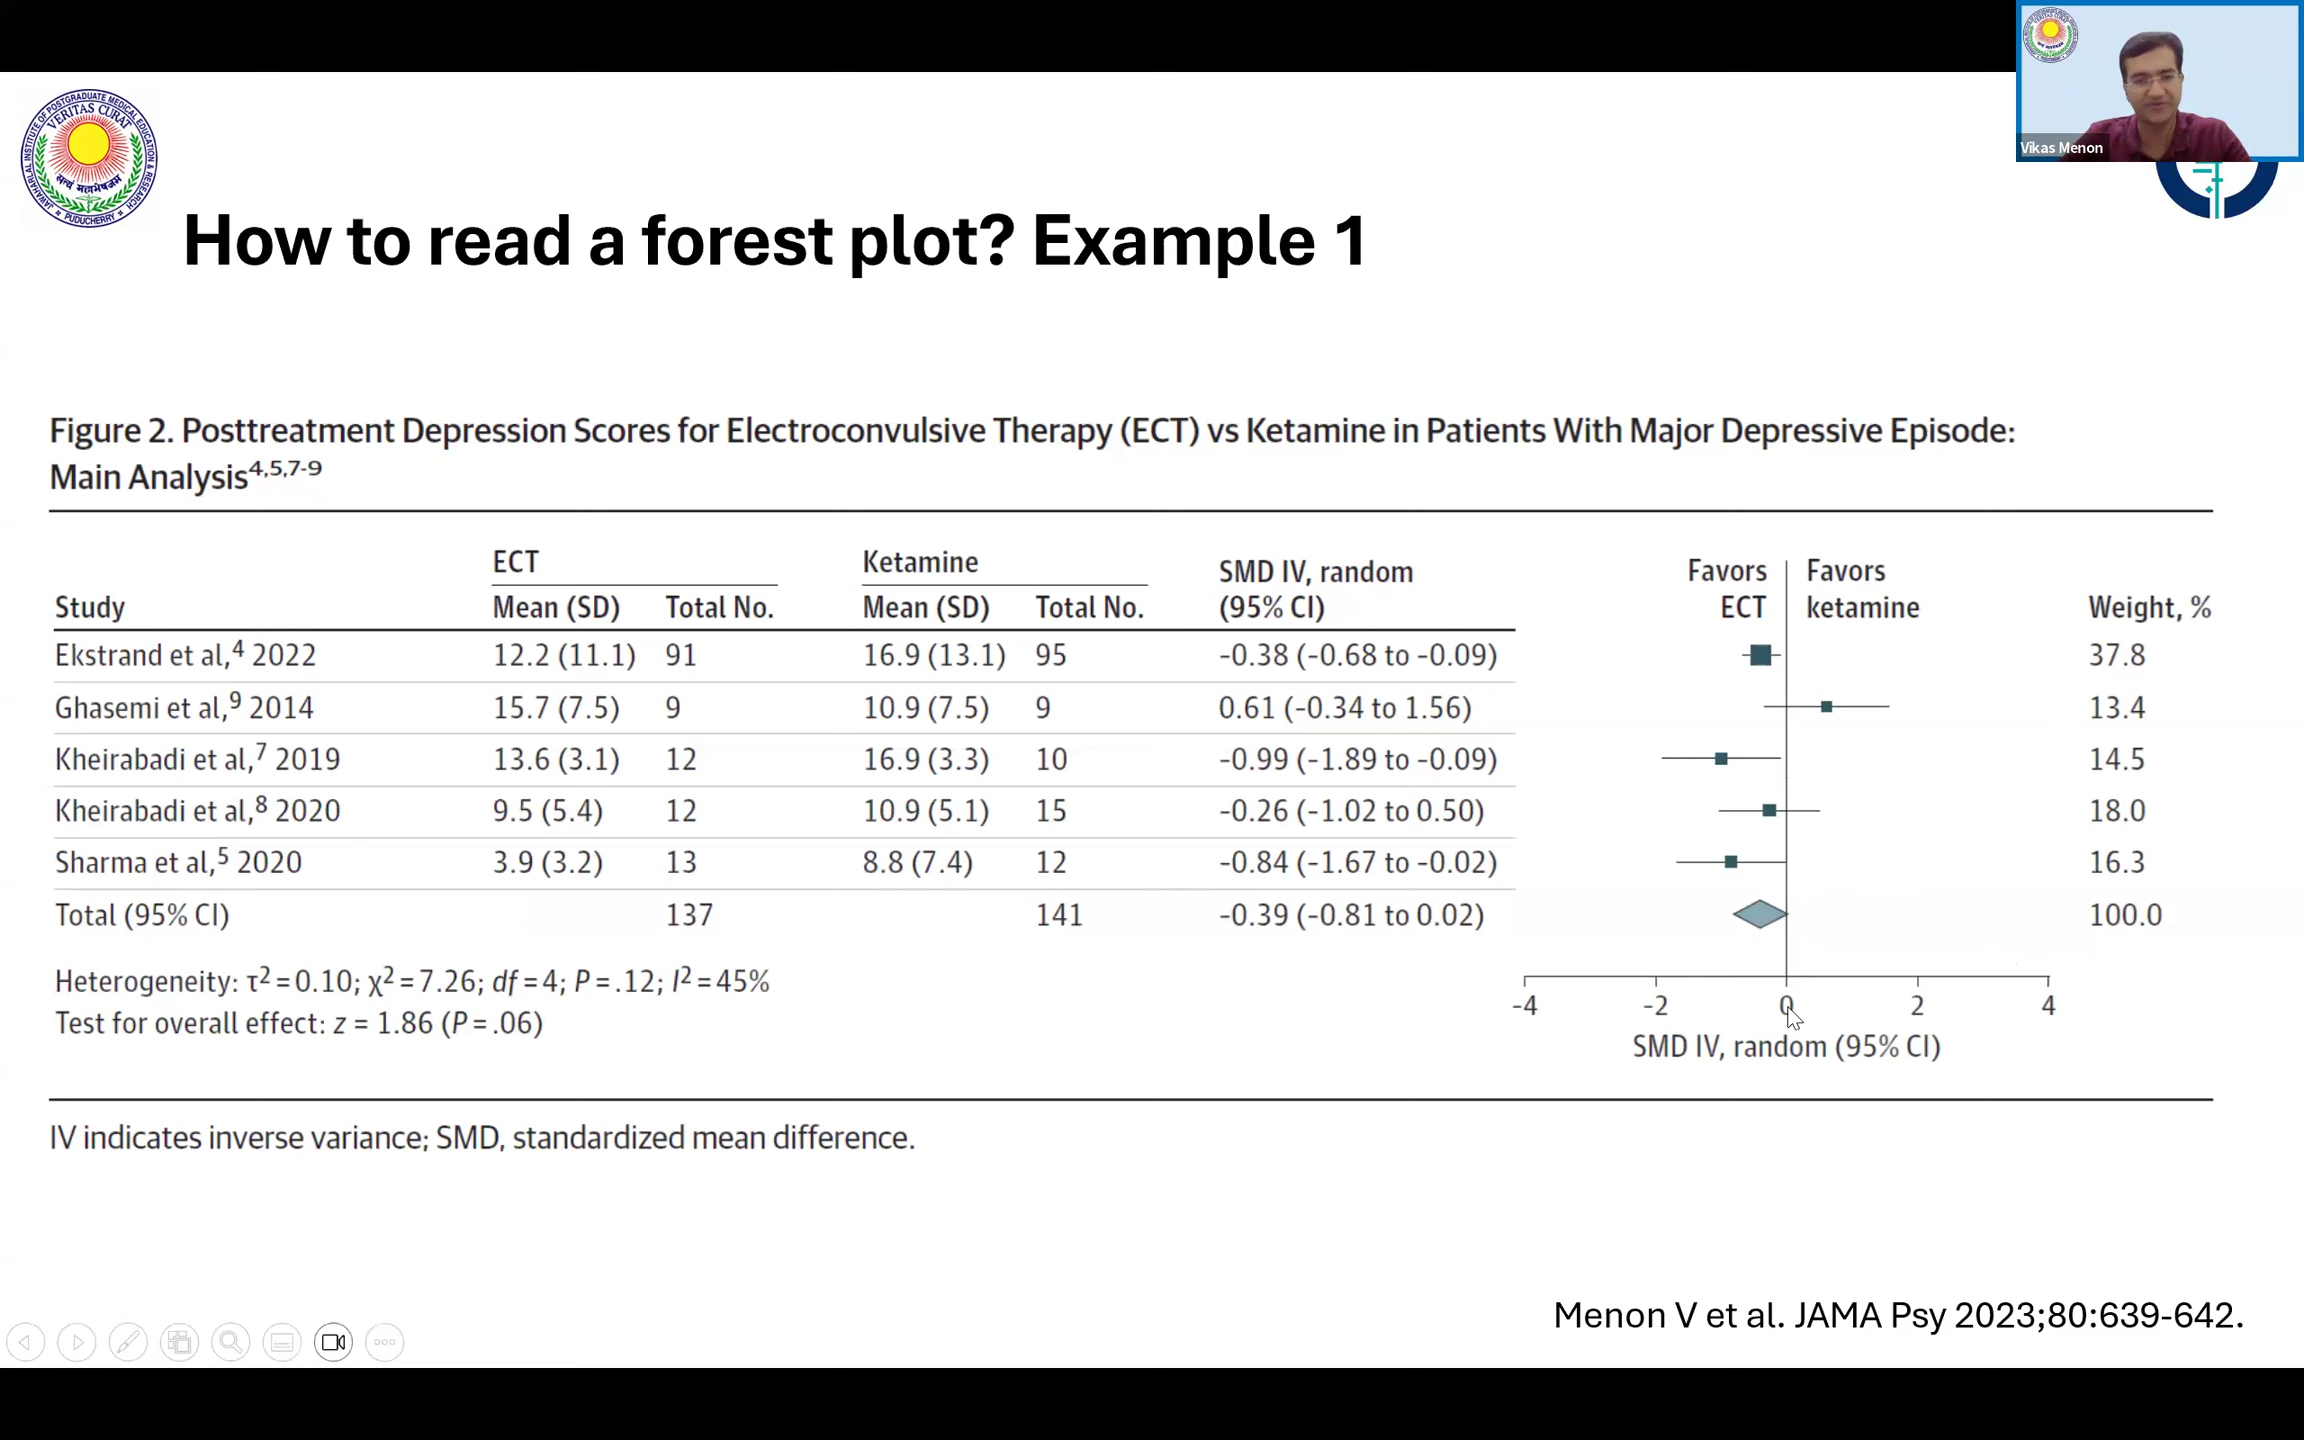 JAWAHARLAL INSTITUTE OF POSTGRADUATE MEDICAL EDUCATION & RESEARCH
VERITAS CURAT
PUDUCHERRY
Vikas Menon
How to read a forest plot? Example 1
Figure 2. Posttreatment Depression Scores for Electroconvulsive Therapy (ECT) vs Ketamine in Patients With Major Depressive Episode:
Main Analysis4,5,7-9
ECT Ketamine SMD IV, random Favors Favors
Study Mean (SD) Total No. Mean (SD) Total No. (95% CI) ECT ketamine Weight, %
Ekstrand et al,4 2022 12.2 (11.1) 91 16.9 (13.1) 95 -0.38 (-0.68 to -0.09) 37.8
Ghasemi et al,9 2014 15.7 (7.5) 9 10.9 (7.5) 9 0.61 (-0.34 to 1.56) 13.4
Kheirabadi et al,7 2019 13.6 (3.1) 12 16.9 (3.3) 10 -0.99 (-1.89 to -0.09) 14.5
Kheirabadi et al,8 2020 9.5 (5.4) 12 10.9 (5.1) 15 -0.26 (-1.02 to 0.50) 18.0
Sharma et al,5 2020 3.9 (3.2) 13 8.8 (7.4) 12 -0.84 (-1.67 to -0.02) 16.3
Total (95% CI) 137 141 -0.39 (-0.81 to 0.02) 100.0
Heterogeneity: τ2=0.10; χ2=7.26; df=4; P=.12; I2=45%
Test for overall effect: z = 1.86 (P=.06)
-4 -2 0 2 4
SMD IV, random (95% CI)
IV indicates inverse variance; SMD, standardized mean difference.
Menon V et al. JAMA Psy 2023;80:639-642.